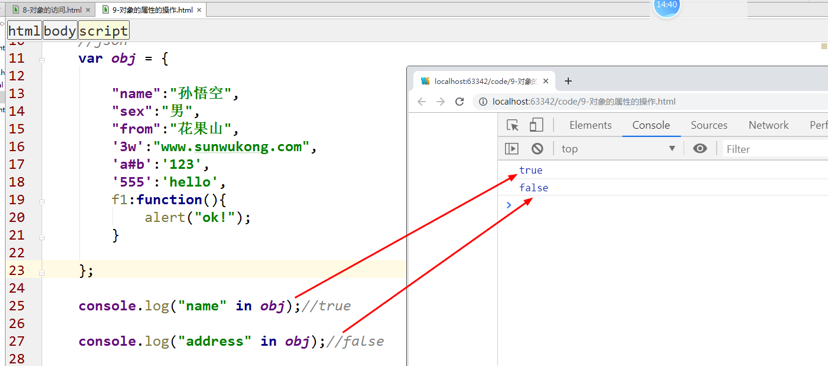 8-对象的访问.html × 9-对象的属性的操作.html × 14:40
html body script
10 //json
11 var obj = {
12
13 "name":"孙悟空",
14 "sex":"男",
15 "from":"花果山",
16 '3w':"www.sunwukong.com",
17 'a#b':'123',
18 '555':'hello',
19 f1:function(){
20 alert("ok!");
21 }
22
23 };
24
25 console.log("name" in obj);//true
26
27 console.log("address" in obj);//false
28
localhost:63342/code/9-对象的 × +
localhost:63342/code/9-对象的属性的操作.html
Elements Console Sources Network Perf
top ▼ Filter
true
false
>